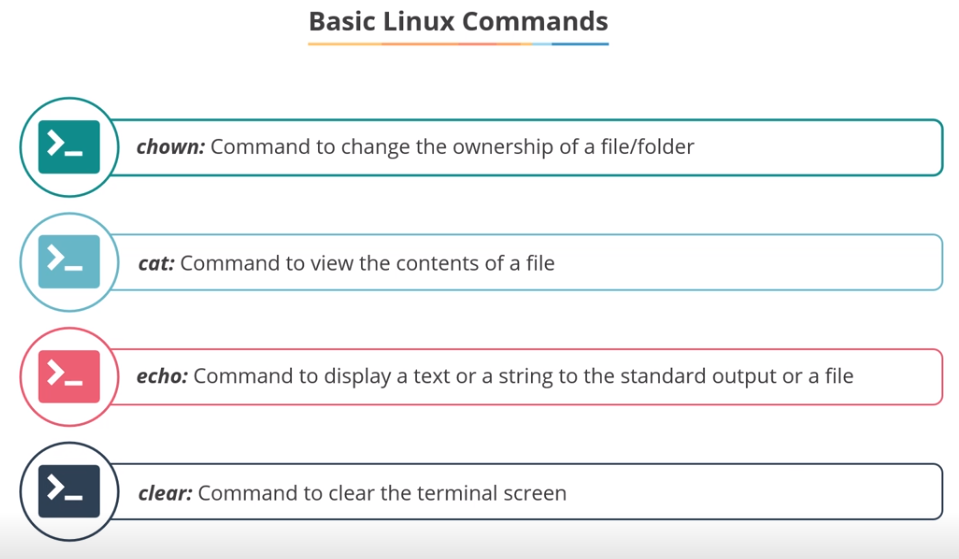 Basic Linux Commands
chown: Command to change the ownership of a file/folder
cat: Command to view the contents of a file
echo: Command to display a text or a string to the standard output or a file
clear: Command to clear the terminal screen